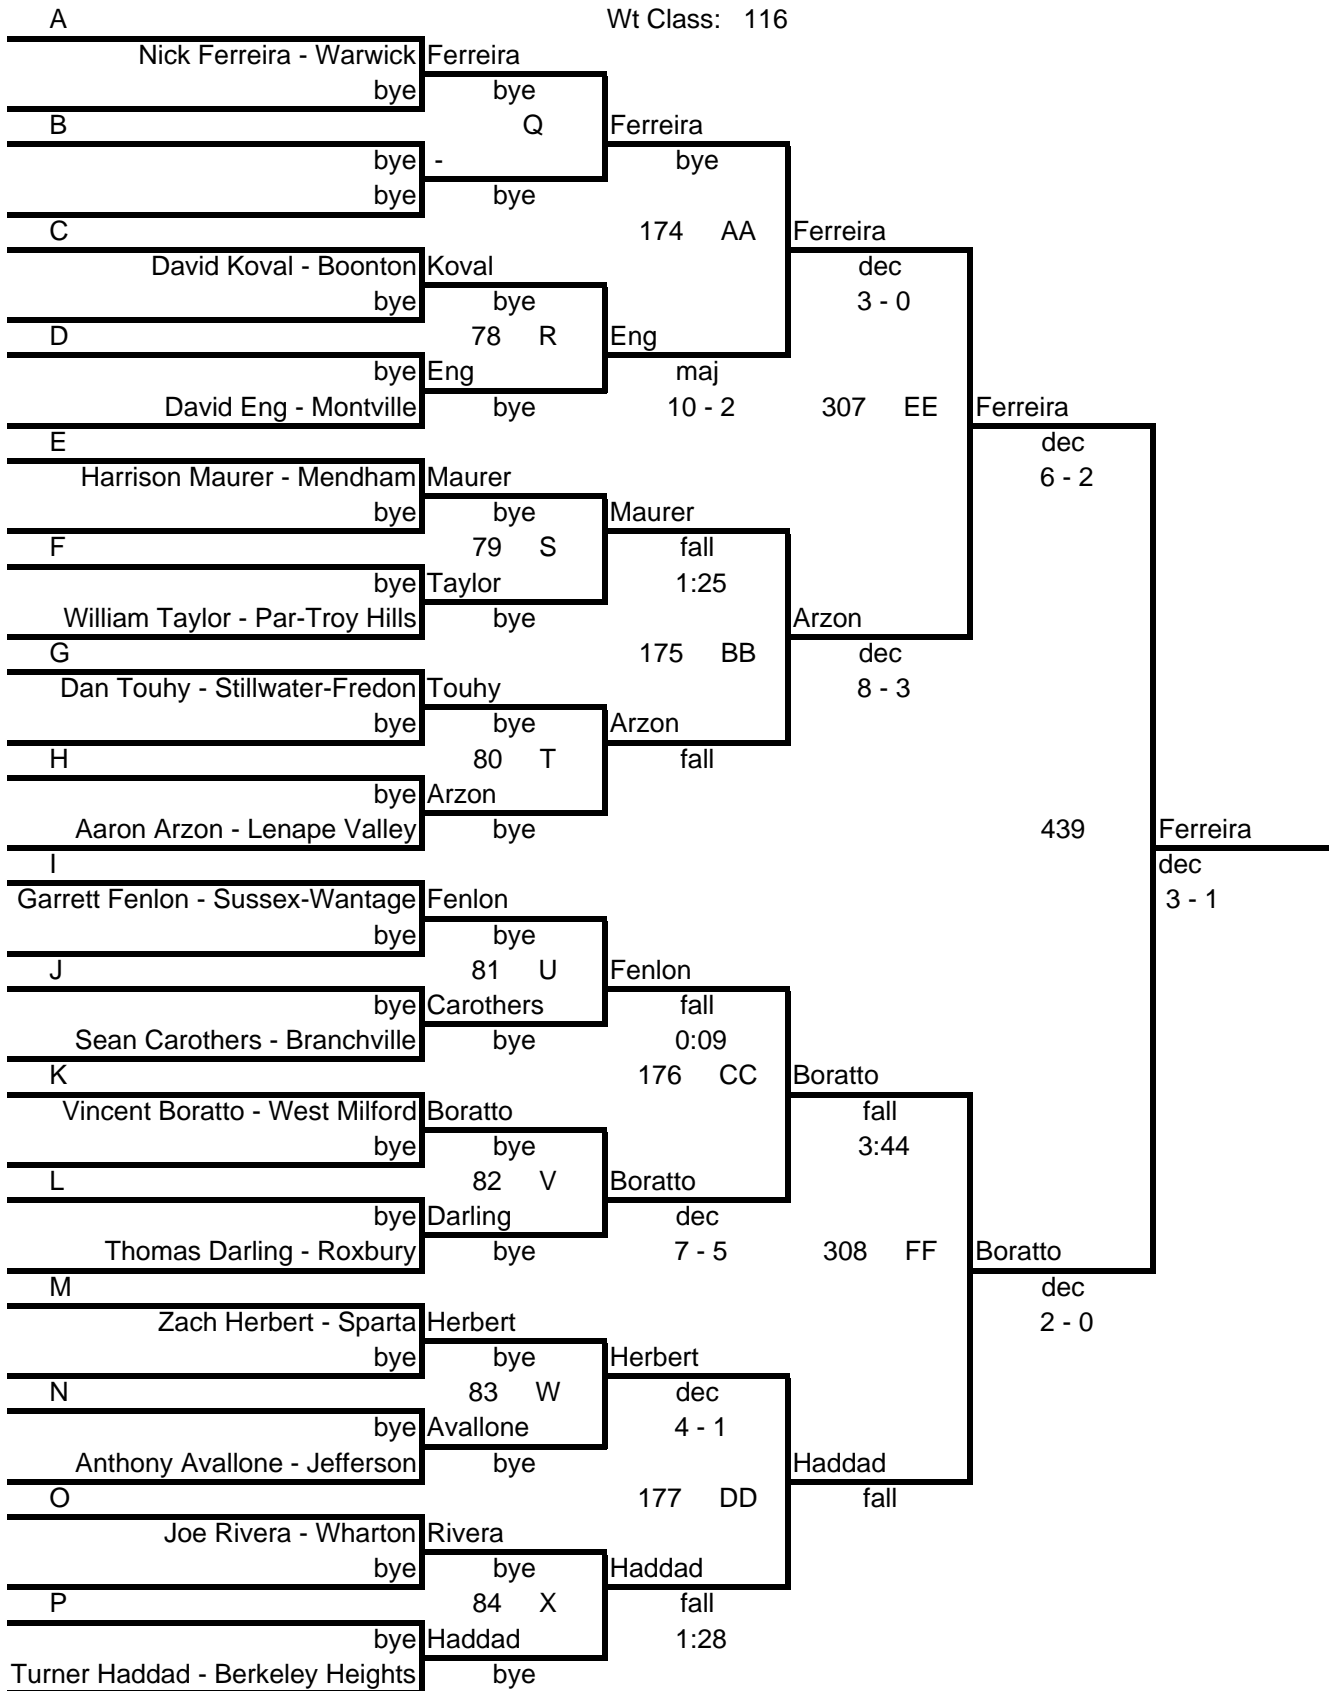 A Wt Class: 116
Nick Ferreira - Warwick Ferreira
bye bye
B Q Ferreira
bye - bye
bye bye
C 174 AA Ferreira
David Koval - Boonton Koval dec
bye bye 3 - 0
D 78 R Eng
bye Eng maj
David Eng - Montville bye 10 - 2 307 EE Ferreira
E dec
Harrison Maurer - Mendham Maurer 6 - 2
bye bye Maurer
F 79 S fall
bye Taylor 1:25
William Taylor - Par-Troy Hills bye Arzon
G 175 BB dec
Dan Touhy - Stillwater-Fredon Touhy 8 - 3
bye bye Arzon
H 80 T fall
bye Arzon
Aaron Arzon - Lenape Valley bye 439 Ferreira
I dec
Garrett Fenlon - Sussex-Wantage Fenlon 3 - 1
bye bye
J 81 U Fenlon
bye Carothers fall
Sean Carothers - Branchville bye 0:09
K 176 CC Boratto
Vincent Boratto - West Milford Boratto fall
bye bye 3:44
L 82 V Boratto
bye Darling dec
Thomas Darling - Roxbury bye 7 - 5 308 FF Boratto
M dec
Zach Herbert - Sparta Herbert 2 - 0
bye bye Herbert
N 83 W dec
bye Avallone 4 - 1
Anthony Avallone - Jefferson bye Haddad
O 177 DD fall
Joe Rivera - Wharton Rivera
bye bye Haddad
P 84 X fall
bye Haddad 1:28
Turner Haddad - Berkeley Heights bye